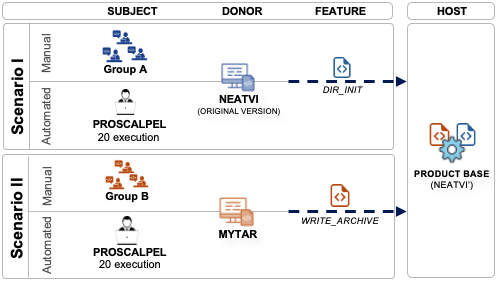 SUBJECT DONOR FEATURE HOST
Scenario I
Manual
Group A
Automated
PROSCALPEL
20 execution
NEATVI
(ORIGINAL VERSION)
DIR_INIT
Scenario II
Manual
Group B
Automated
PROSCALPEL
20 execution
MYTAR
WRITE_ARCHIVE
PRODUCT BASE
(NEATVI')